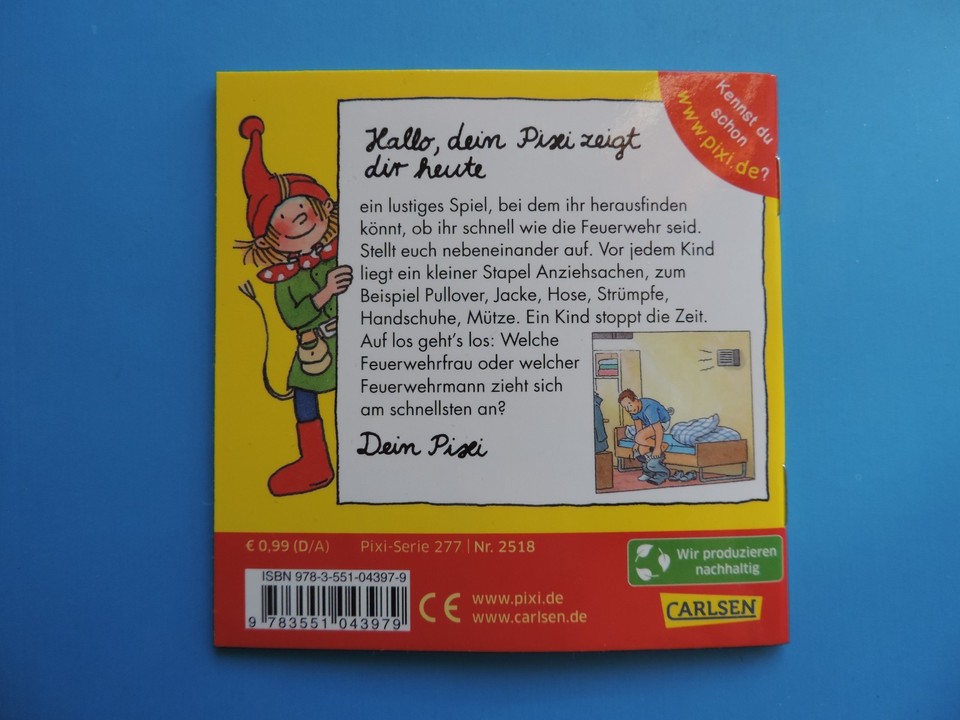 Kennst du
schon
www.pixi.de?
Hallo, dein Pixi zeigt
dir heute
ein lustiges Spiel, bei dem ihr herausfinden
könnt, ob ihr schnell wie die Feuerwehr seid.
Stellt euch nebeneinander auf. Vor jedem Kind
liegt ein kleiner Stapel Anziehsachen, zum
Beispiel Pullover, Jacke, Hose, Strümpfe,
Handschuhe, Mütze. Ein Kind stoppt die Zeit.
Auf los geht's los: Welche
Feuerwehrfrau oder welcher
Feuerwehrmann zieht sich
am schnellsten an?
Dein Pixi
€ 0,99 (D/A) Pixi-Serie 277 | Nr. 2518
Wir produzieren
nachhaltig
ISBN 978-3-551-04397-9
9 783551 043979
CE
www.pixi.de
www.carlsen.de
CARLSEN